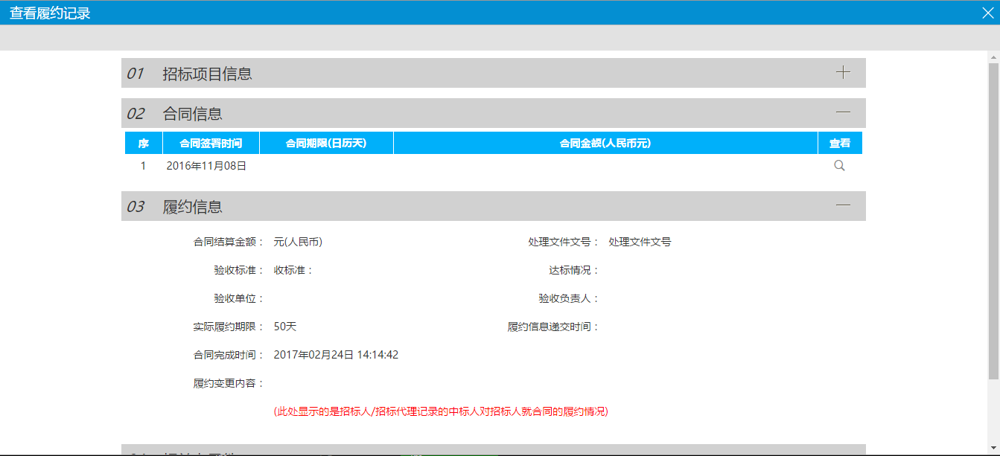 查看履约记录
01 招标项目信息
02 合同信息
序 合同签署时间 合同期限(日历天) 合同金额(人民币元) 查看
1 2016年11月08日
03 履约信息
合同结算金额： 元(人民币) 处理文件文号： 处理文件文号
验收标准： 收标准： 达标情况：
验收单位： 验收负责人：
实际履约期限： 50天 履约信息递交时间：
合同完成时间： 2017年02月24日 14:14:42
履约变更内容：
(此处显示的是招标人/招标代理记录的中标人对招标人就合同的履约情况)